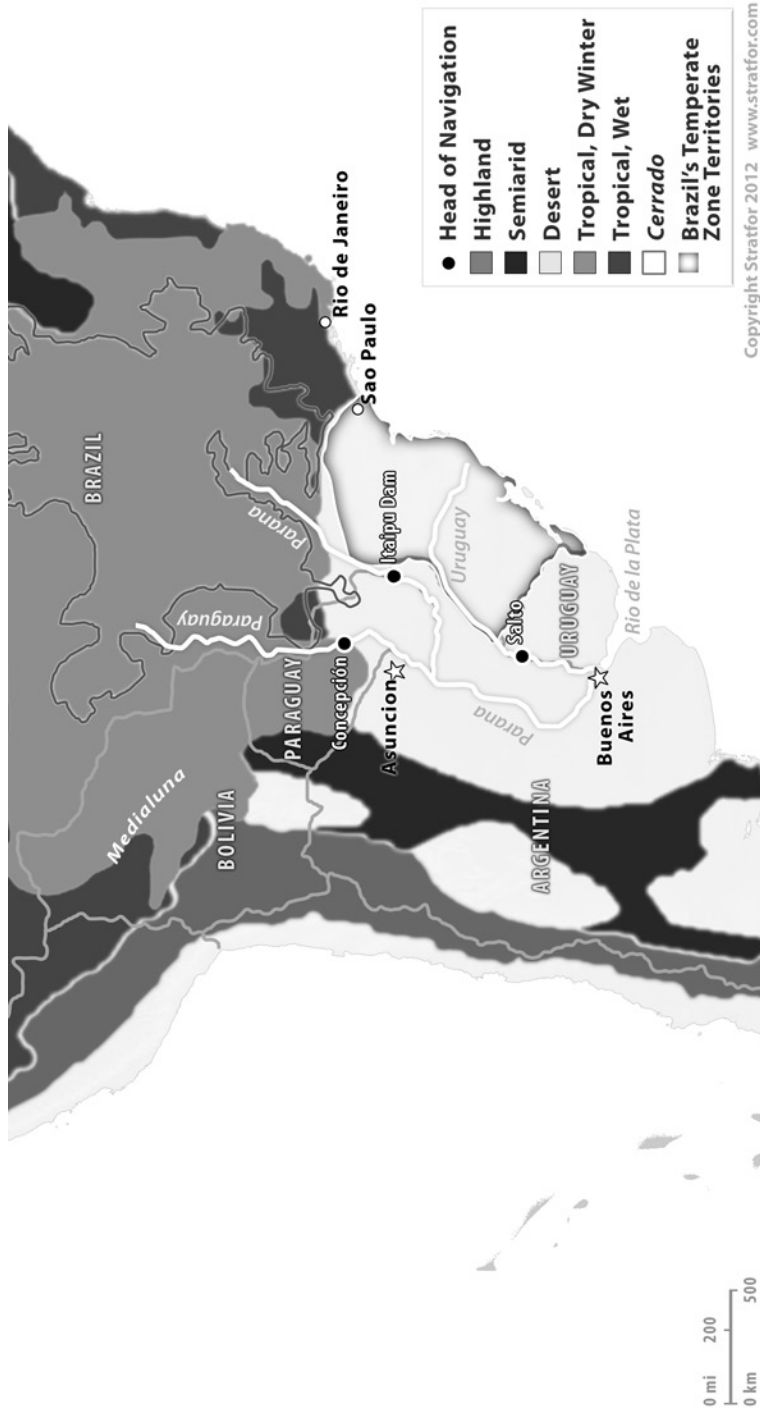 BRAZIL
Medialuna
BOLIVIA
PARAGUAY
Paraguay
Parana
Rio de Janeiro
Sao Paulo
Concepción
Asuncion
Itaipu Dam
Uruguay
Parana
Salto
ARGENTINA
URUGUAY
Buenos
Aires
Rio de la Plata
Head of Navigation
Highland
Semiarid
Desert
Tropical, Dry Winter
Tropical, Wet
Cerrado
Brazil's Temperate
Zone Territories
0 mi 200
0 km 500
Copyright Stratfor 2012 www.stratfor.com